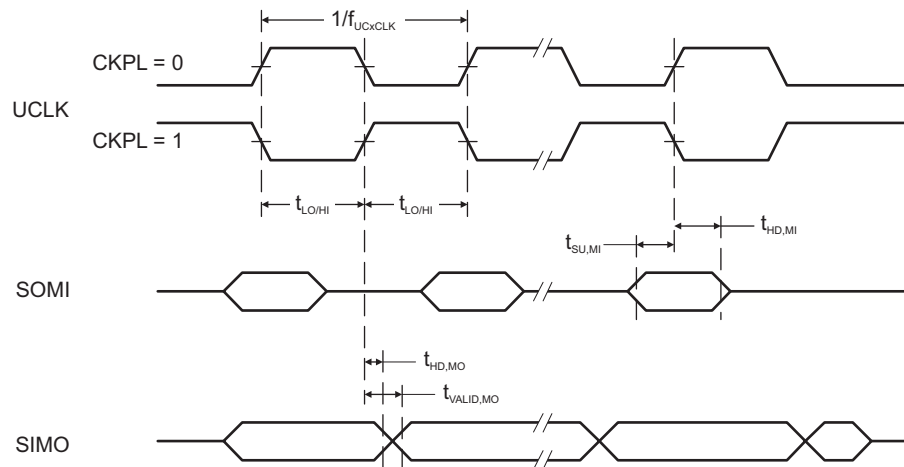 1/fUCxCLK
CKPL = 0
UCLK
CKPL = 1
tLO/HI tLO/HI
tSU,MI tHD,MI
SOMI
tHD,MO
tVALID,MO
SIMO